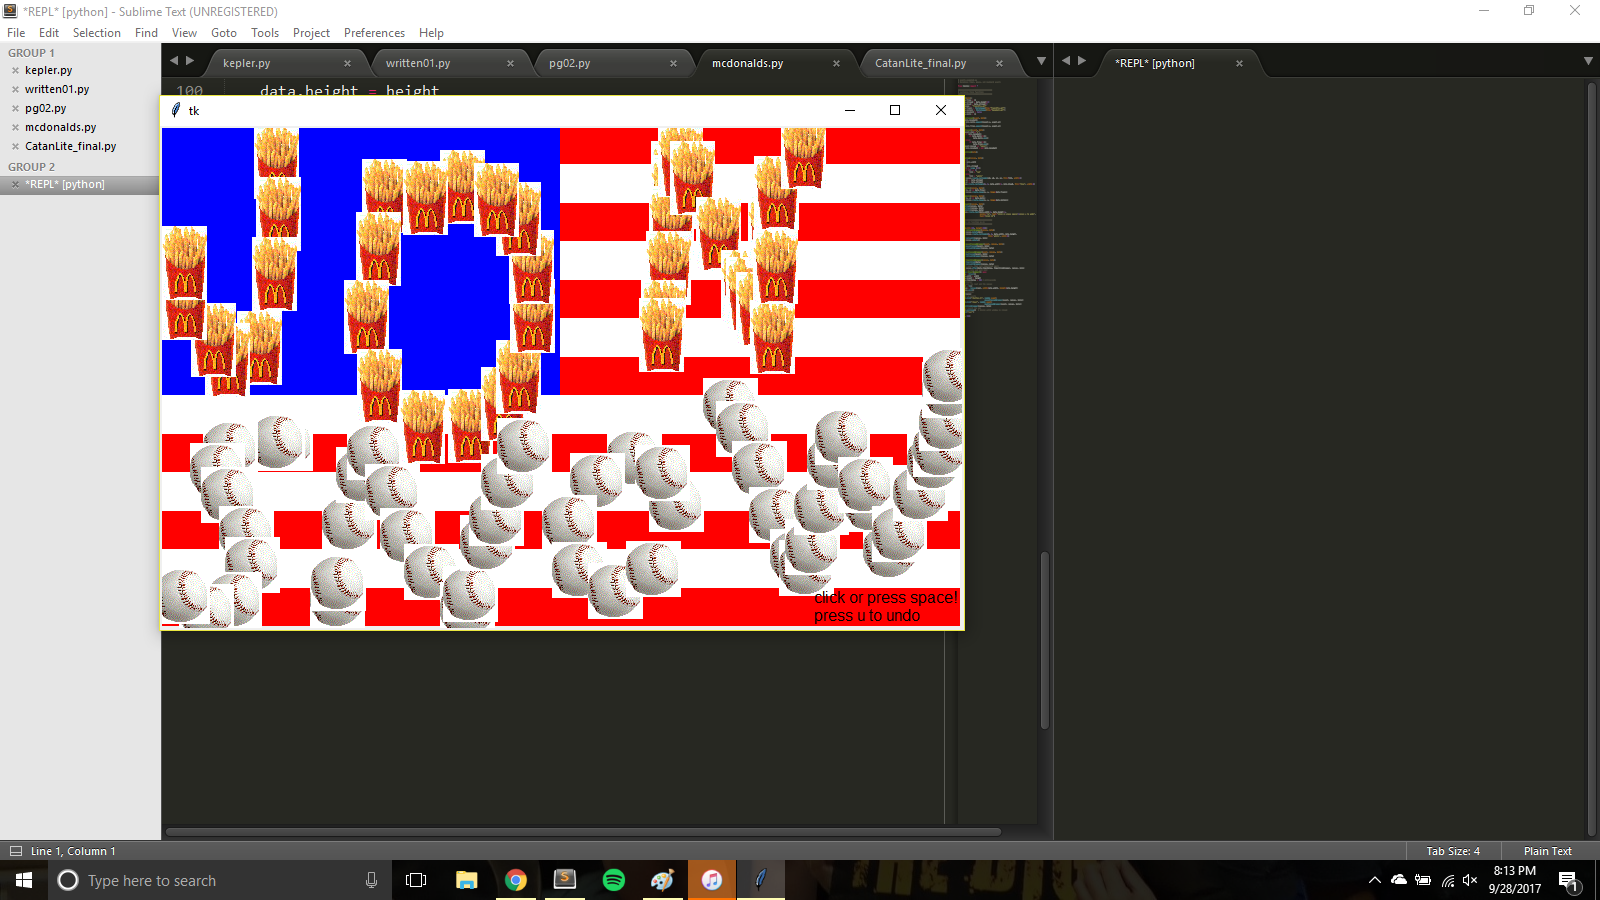 *REPL* [python] - Sublime Text (UNREGISTERED)
File Edit Selection Find View Goto Tools Project Preferences Help
GROUP 1
kepler.py
written01.py
pg02.py
mcdonalds.py
CatanLite_final.py
GROUP 2
*REPL* [python]
kepler.py written01.py pg02.py mcdonalds.py CatanLite_final.py *REPL* [python]
100 data.height = height
tk
click or press space!
press u to undo
Line 1, Column 1 Tab Size: 4 Plain Text
Type here to search
8:13 PM
9/28/2017
1